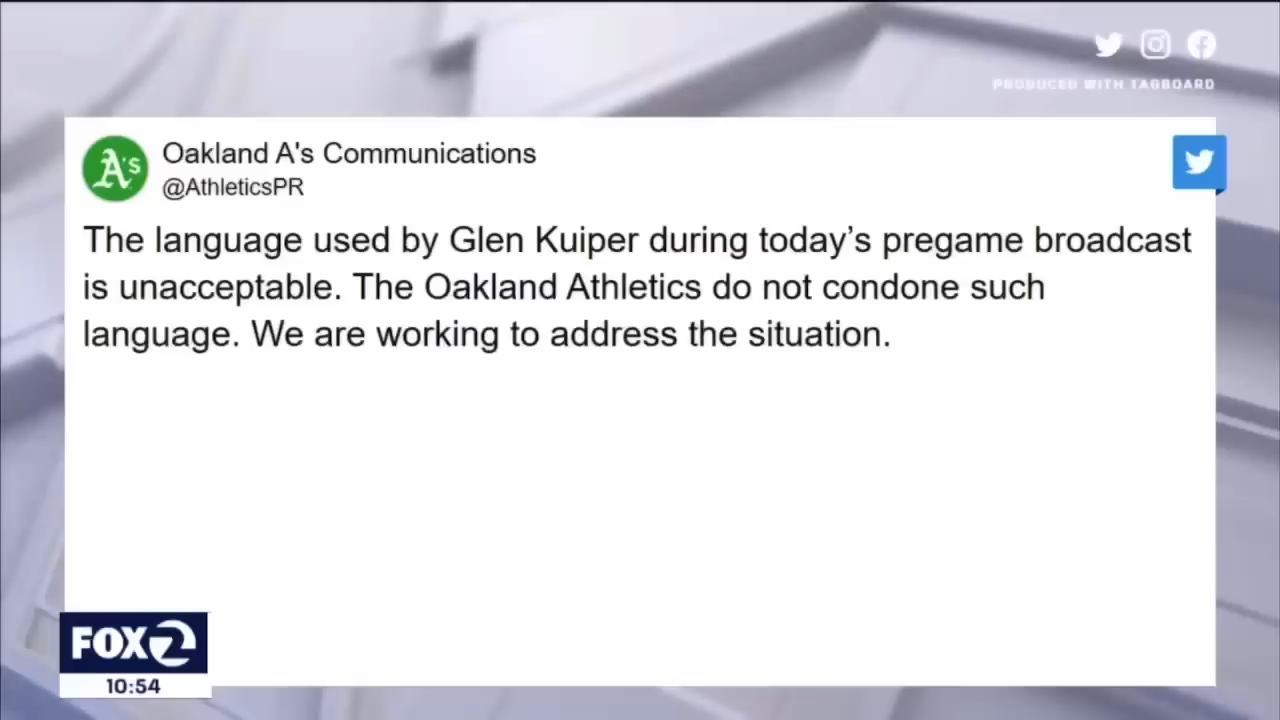 PRODUCED WITH TAGBOARD
A's
Oakland A's Communications
@AthleticsPR
The language used by Glen Kuiper during today’s pregame broadcast
is unacceptable. The Oakland Athletics do not condone such
language. We are working to address the situation.
FOX 2
10:54